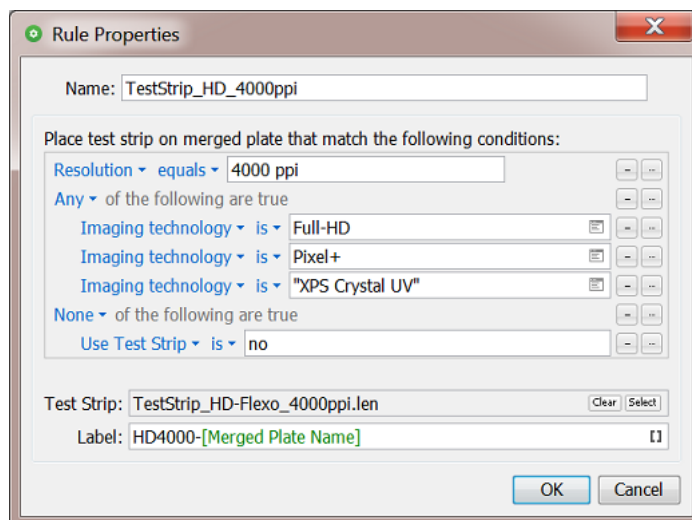 Rule Properties
X
Name: TestStrip_HD_4000ppi
Place test strip on merged plate that match the following conditions:
Resolution equals 4000 ppi
Any of the following are true
Imaging technology is Full-HD
Imaging technology is Pixel+
Imaging technology is "XPS Crystal UV"
None of the following are true
Use Test Strip is no
Test Strip: TestStrip_HD-Flexo_4000ppi.len Clear Select
Label: HD4000-[Merged Plate Name] []
OK Cancel